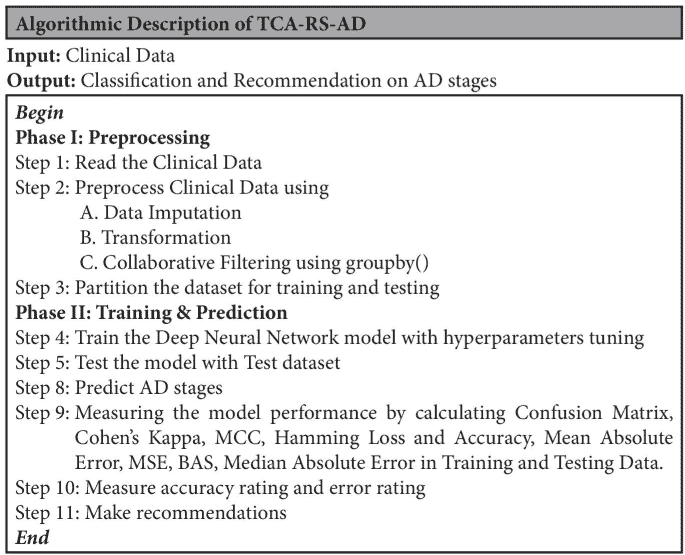 Algorithmic Description of TCA-RS-AD
Input: Clinical Data
Output: Classification and Recommendation on AD stages
Begin
Phase I: Preprocessing
Step 1: Read the Clinical Data
Step 2: Preprocess Clinical Data using
A. Data Imputation
B. Transformation
C. Collaborative Filtering using groupby()
Step 3: Partition the dataset for training and testing
Phase II: Training & Prediction
Step 4: Train the Deep Neural Network model with hyperparameters tuning
Step 5: Test the model with Test dataset
Step 8: Predict AD stages
Step 9: Measuring the model performance by calculating Confusion Matrix,
Cohen's Kappa, MCC, Hamming Loss and Accuracy, Mean Absolute
Error, MSE, BAS, Median Absolute Error in Training and Testing Data.
Step 10: Measure accuracy rating and error rating
Step 11: Make recommendations
End